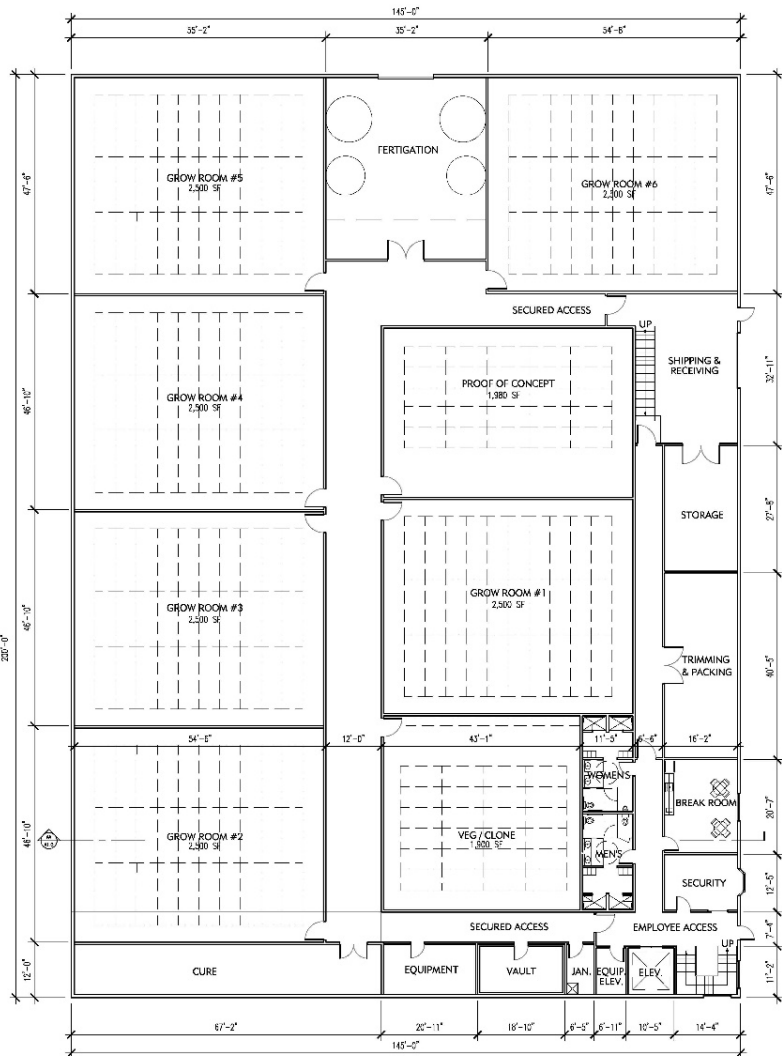 145'-0"
55'-2"
35'-2"
54'-8"
47'-6"
47'-6"
FERTIGATION
GROW ROOM #5
2,500 SF
GROW ROOM #6
2,500 SF
SECURED ACCESS
UP
SHIPPING &
RECEIVING
32'-11"
PROOF OF CONCEPT
1,980 SF
46'-10"
GROW ROOM #4
2,500 SF
STORAGE
27'-8"
GROW ROOM #1
2,500 SF
46'-10"
GROW ROOM #3
2,500 SF
200'-0"
TRIMMING
& PACKING
40'-5"
54'-6"
12'-0"
43'-1"
11'-5"
6'-6"
16'-2"
WOMEN'S
BREAK ROOM
20'-7"
46'-10"
GROW ROOM #2
2,500 SF
VEG / CLONE
1,900 SF
MEN'S
SECURITY
12'-5"
SECURED ACCESS
EMPLOYEE ACCESS
7'-4"
UP
12'-0"
CURE
EQUIPMENT
VAULT
JAN.
EQUIP.
ELEV.
ELEV.
11'-2"
67'-2"
20'-11"
18'-10"
6'-5"
6'-11"
10'-5"
14'-4"
145'-0"